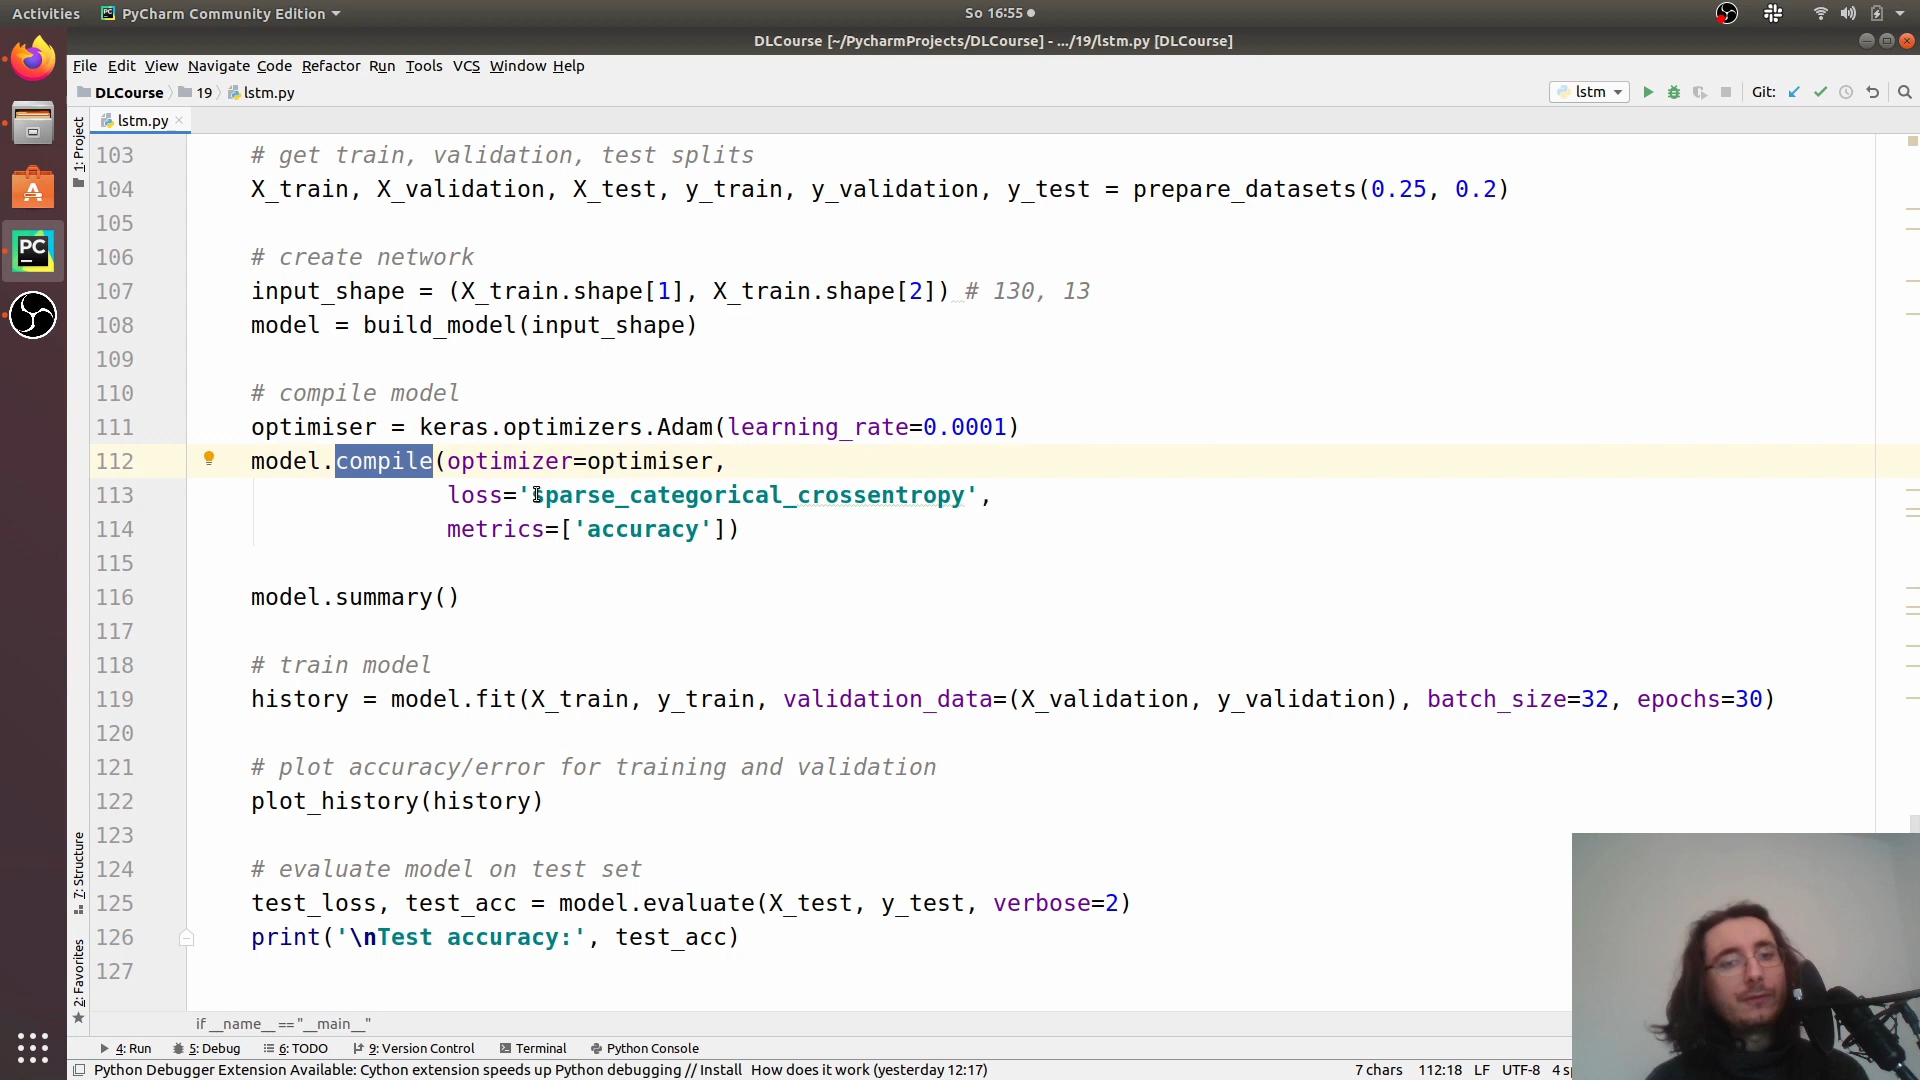 Activities PyCharm Community Edition So 16:55
DLCourse [~/PycharmProjects/DLCourse] - .../19/lstm.py [DLCourse]
File Edit View Navigate Code Refactor Run Tools VCS Window Help
DLCourse 19 lstm.py lstm Git:
lstm.py
1: Project
7: Structure
2: Favorites
103 # get train, validation, test splits
104 X_train, X_validation, X_test, y_train, y_validation, y_test = prepare_datasets(0.25, 0.2)
105
106 # create network
107 input_shape = (X_train.shape[1], X_train.shape[2]) # 130, 13
108 model = build_model(input_shape)
109
110 # compile model
111 optimiser = keras.optimizers.Adam(learning_rate=0.0001)
112 model.compile(optimizer=optimiser,
113 loss='sparse_categorical_crossentropy',
114 metrics=['accuracy'])
115
116 model.summary()
117
118 # train model
119 history = model.fit(X_train, y_train, validation_data=(X_validation, y_validation), batch_size=32, epochs=30)
120
121 # plot accuracy/error for training and validation
122 plot_history(history)
123
124 # evaluate model on test set
125 test_loss, test_acc = model.evaluate(X_test, y_test, verbose=2)
126 print('\nTest accuracy:', test_acc)
127
if __name__ == "__main__"
4: Run 5: Debug 6: TODO 9: Version Control Terminal Python Console
Python Debugger Extension Available: Cython extension speeds up Python debugging // Install How does it work (yesterday 12:17) 7 chars 112:18 LF UTF-8 4
PC